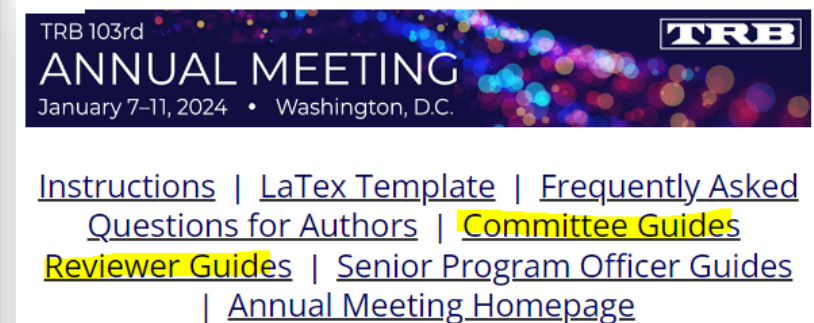 TRB 103rd
TRB
ANNUAL MEETING
January 7–11, 2024 • Washington, D.C.
Instructions | LaTex Template | Frequently Asked
Questions for Authors | Committee Guides
Reviewer Guides | Senior Program Officer Guides
| Annual Meeting Homepage